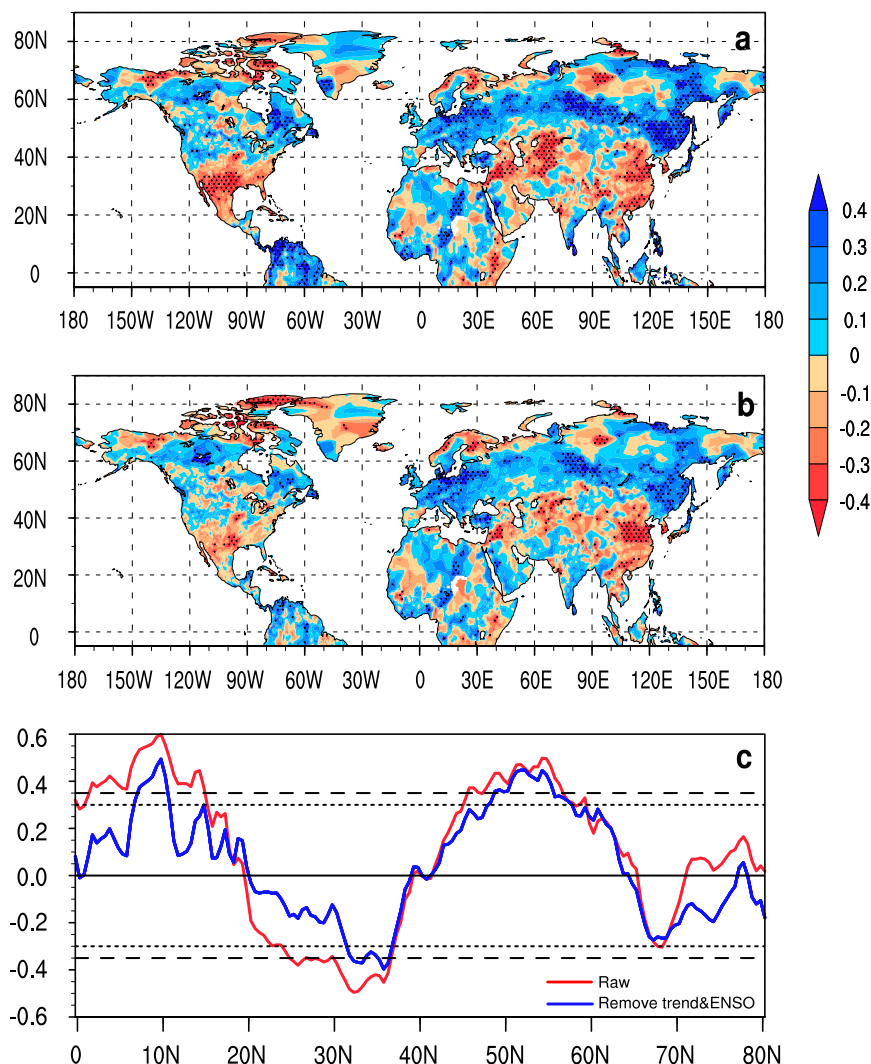 80N
60N
40N
20N
0
a
180 150W 120W 90W 60W 30W 0 30E 60E 90E 120E 150E 180
80N
60N
40N
20N
0
b
180 150W 120W 90W 60W 30W 0 30E 60E 90E 120E 150E 180
0.4
0.3
0.2
0.1
0
-0.1
-0.2
-0.3
-0.4
0.6
0.4
0.2
0.0
-0.2
-0.4
-0.6
c
Raw
Remove trend&ENSO
0 10N 20N 30N 40N 50N 60N 70N 80N